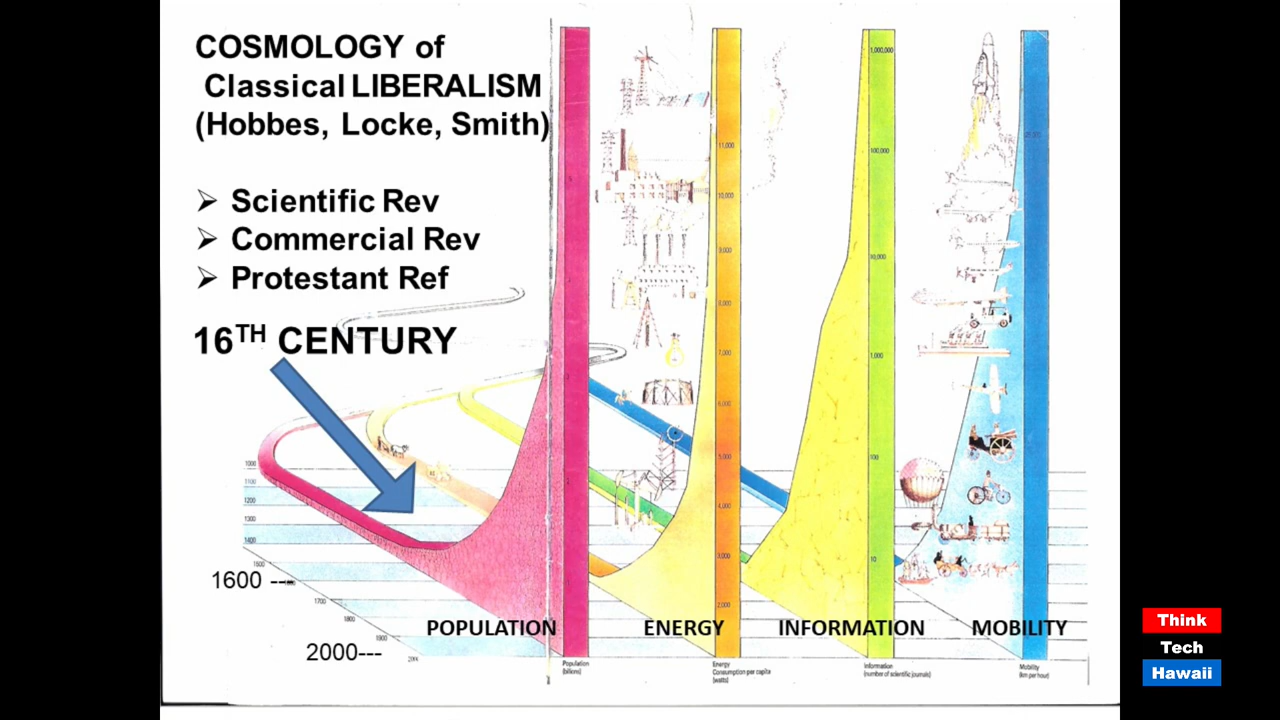 COSMOLOGY of
Classical LIBERALISM
(Hobbes, Locke, Smith)
➢ Scientific Rev
➢ Commercial Rev
➢ Protestant Ref
16TH CENTURY
1,000,000
100,000
11,000
10,000
9,000
10,000
8,000
7,000
1,000
6,000
5,000
100
4,000
10
3,000
2,000
1000
1100
1200
1300
1400
1500
1600 ---
1700
1800
1900
2000---
POPULATION
ENERGY
INFORMATION
MOBILITY
Population
(billions)
Energy
Consumption per capita
(watts)
Information
(number of scientific journals)
Mobility
(km per hour)
Think
Tech
Hawaii